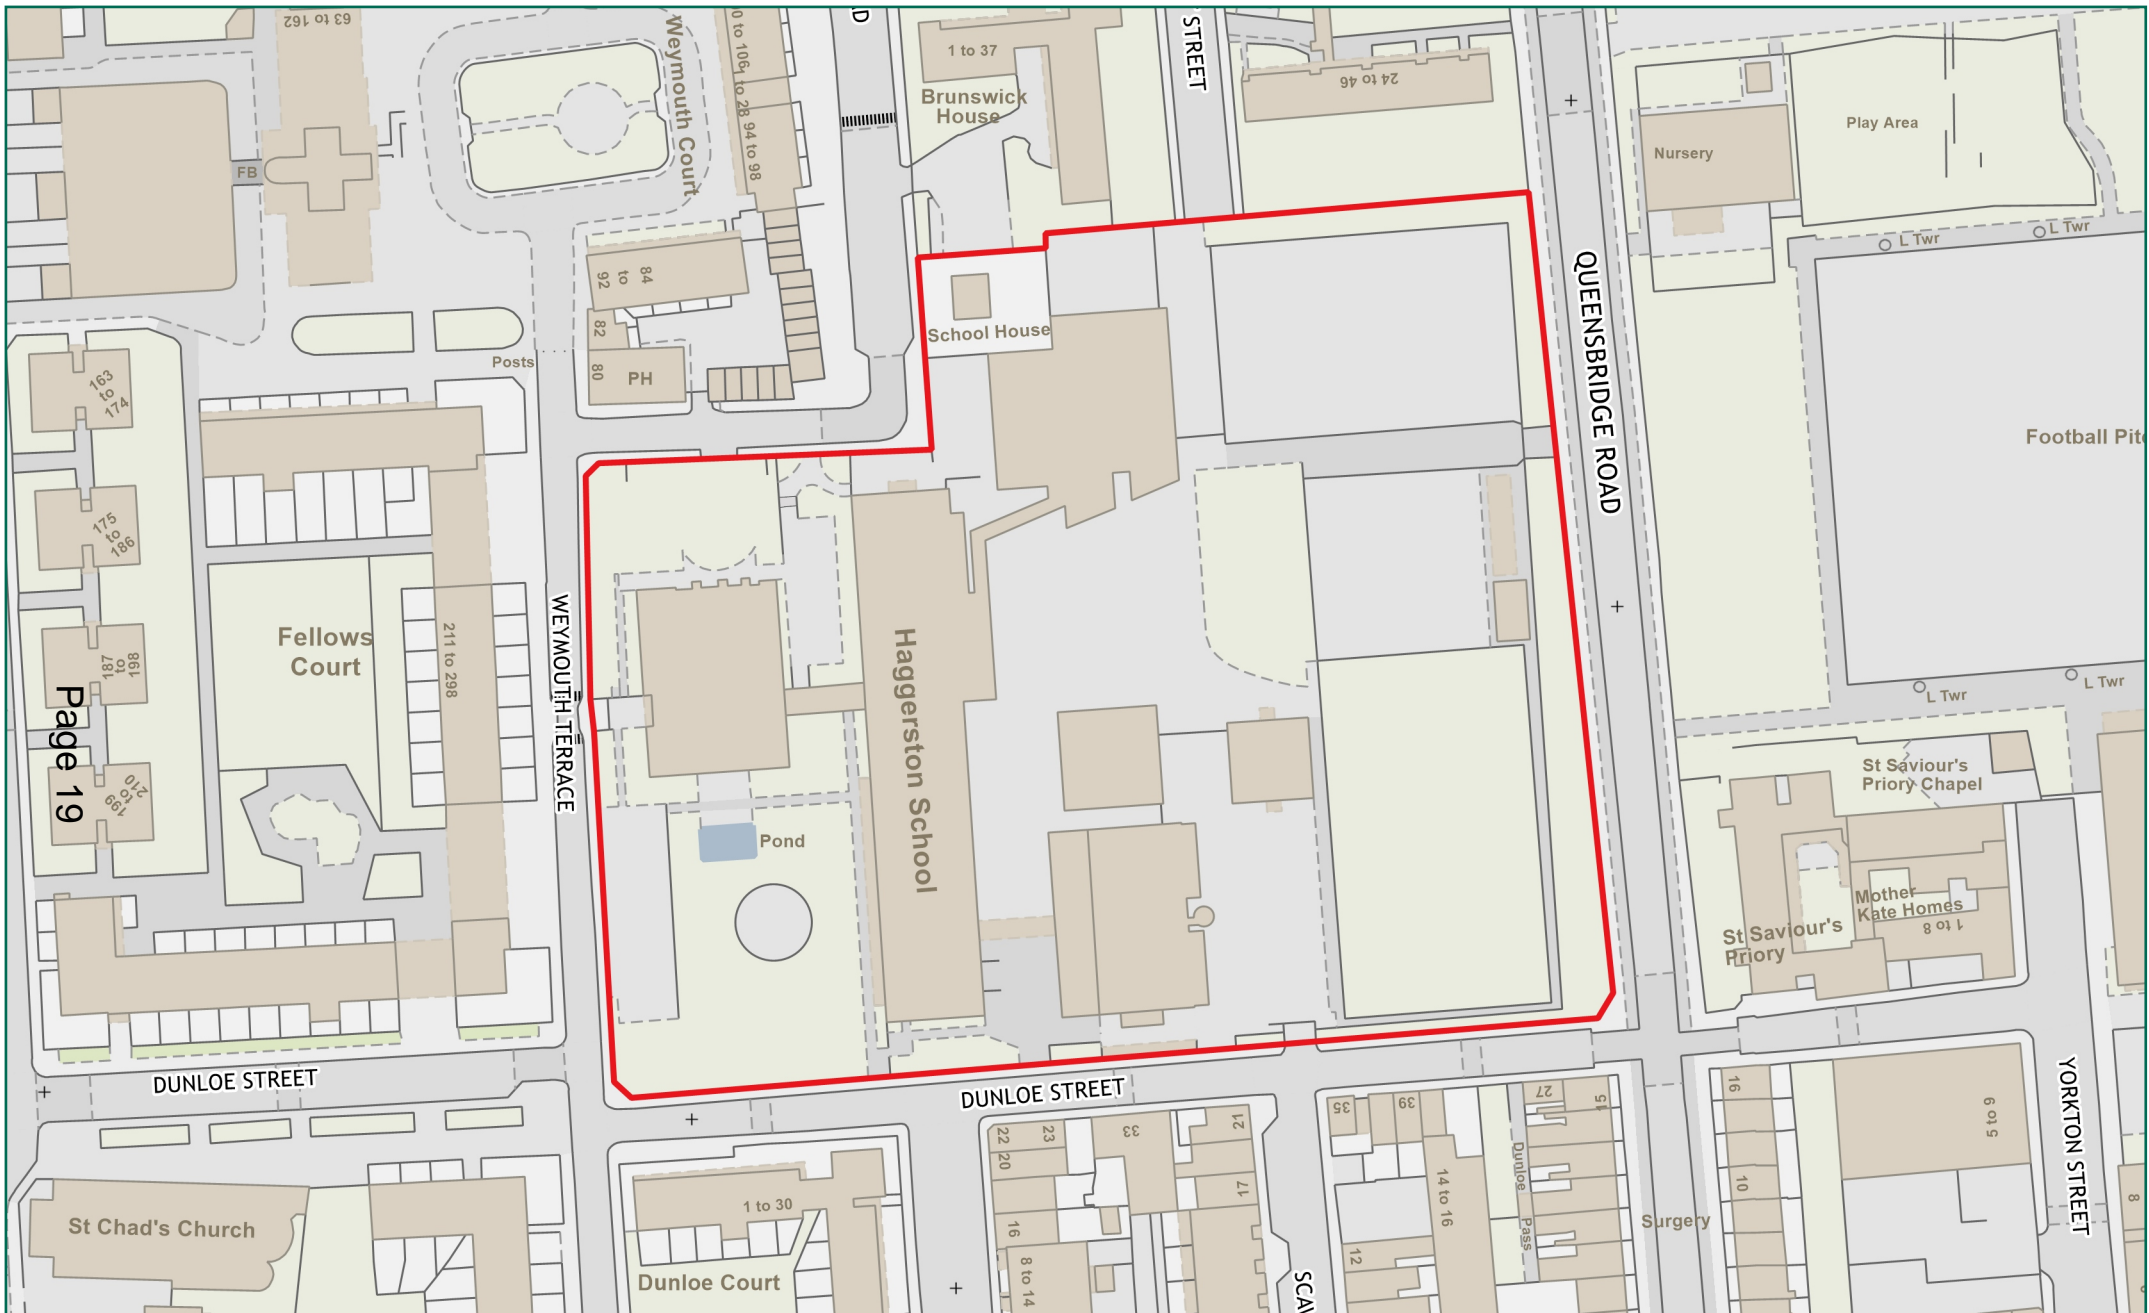 63 to 162
Weymouth Court
1 to 28
94 to 98
STREET
1 to 37
Brunswick
House
24 to 46
Nursery
Play Area
FB
L Twr
L Twr
84
to
92
82
80
PH
Posts
School House
QUEENSBRIDGE ROAD
Football
163
to
174
175
to
186
187
to
198
199
to
210
Page 19
Fellows
Court
211 to 298
WEYMOUTH TERRACE
Haggerston School
Pond
L Twr
L Twr
St Saviour's
Priory Chapel
Mother
Kate Homes
1 to 8
St Saviour's
Priory
DUNLOE STREET
DUNLOE STREET
YORKTON STREET
St Chad's Church
1 to 30
Dunloe Court
22
20
23
33
21
17
16
8 to 14
35
39
14 to 16
12
Dunloe
Pass
27
15
Surgery
16
10
5 to 9
8